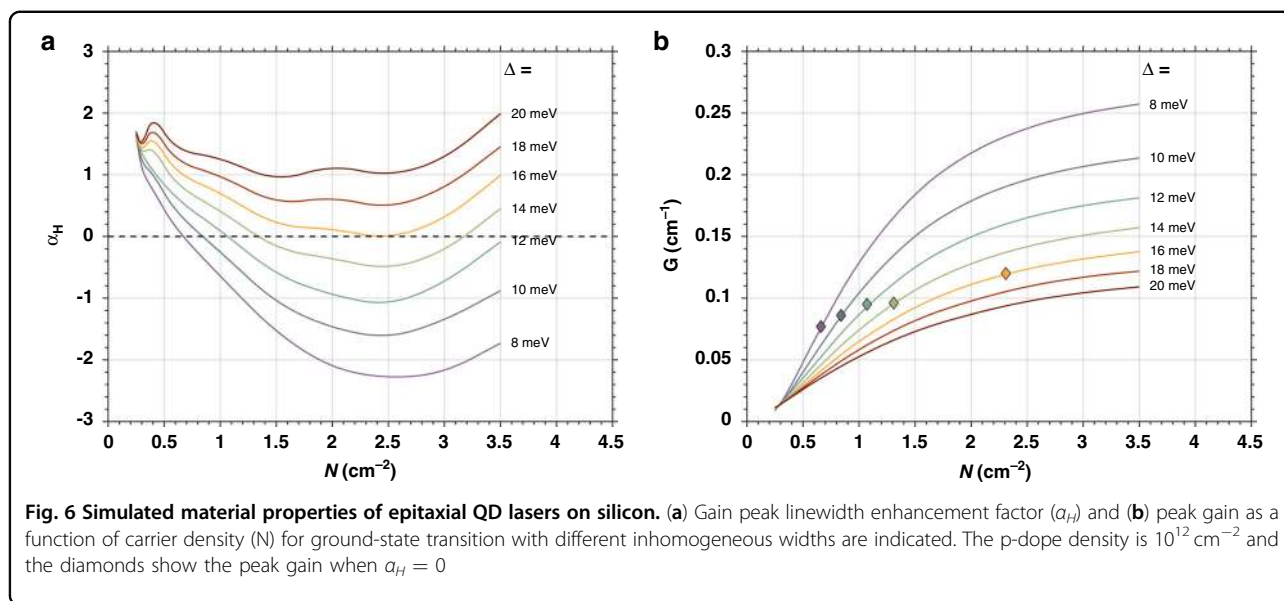 a
3
2
1
0
-1
-2
-3
α_H
0 0.5 1 1.5 2 2.5 3 3.5 4 4.5
N (cm⁻²)
Δ =
20 meV
18 meV
16 meV
14 meV
12 meV
10 meV
8 meV
b
0.3
0.25
0.2
0.15
0.1
0.05
0
G (cm⁻¹)
0 0.5 1 1.5 2 2.5 3 3.5 4 4.5
N (cm⁻²)
Δ =
8 meV
10 meV
12 meV
14 meV
16 meV
18 meV
20 meV
Fig. 6 Simulated material properties of epitaxial QD lasers on silicon. (a) Gain peak linewidth enhancement factor (α_H) and (b) peak gain as a
function of carrier density (N) for ground-state transition with different inhomogeneous widths are indicated. The p-dope density is 10¹² cm⁻² and
the diamonds show the peak gain when α_H = 0